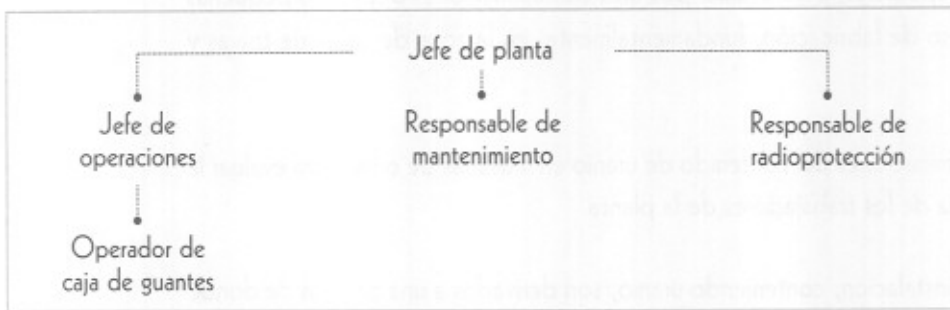 Jefe de planta
Jefe de
operaciones
Responsable de
mantenimiento
Responsable de
radioprotección
Operador de
caja de guantes